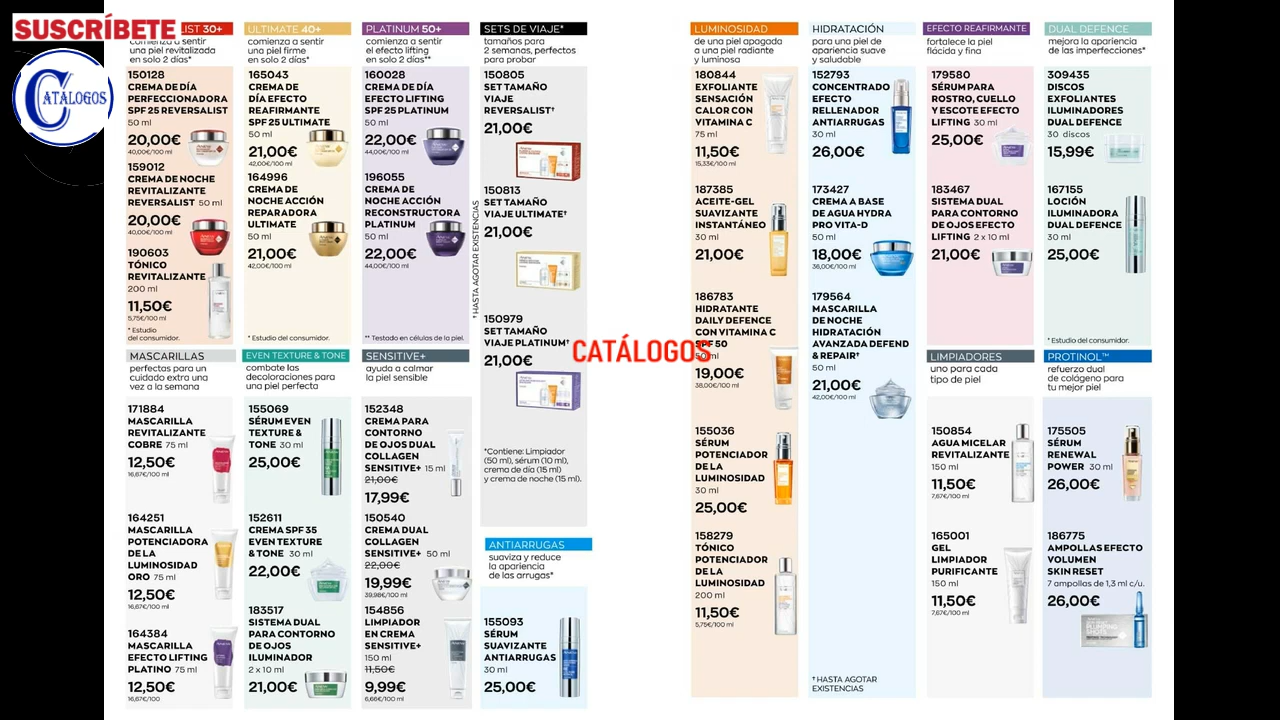 SUSCRÍBETE
CATÁLOGOS
LIST 30+
comienza a sentir
una piel revitalizada
en solo 2 días*
150128
CREMA DE DÍA
PERFECCIONADORA
SPF 25 REVERSALIST
50 ml
20,00€
40,00€/100 ml
159012
CREMA DE NOCHE
REVITALIZANTE
REVERSALIST 50 ml
20,00€
40,00€/100 ml
190603
TÓNICO
REVITALIZANTE
200 ml
11,50€
5,75€/100 ml
* Estudio
del consumidor.
ULTIMATE 40+
comienza a sentir
una piel firme
en solo 2 días*
165043
CREMA DE
DÍA EFECTO
REAFIRMANTE
SPF 25 ULTIMATE
50 ml
21,00€
42,00€/100 ml
164996
CREMA DE
NOCHE ACCIÓN
REPARADORA
ULTIMATE
50 ml
21,00€
42,00€/100 ml
* Estudio del consumidor.
PLATINUM 50+
comienza a sentir
el efecto lifting
en solo 2 días**
160028
CREMA DE DÍA
EFECTO LIFTING
SPF 25 PLATINUM
50 ml
22,00€
44,00€/100 ml
196055
CREMA DE
NOCHE ACCIÓN
RECONSTRUCTORA
PLATINUM
50 ml
22,00€
44,00€/100 ml
** Testado en células de la piel.
† HASTA AGOTAR EXISTENCIAS
SETS DE VIAJE*
tamaños para
2 semanas, perfectos
para probar
150805
SET TAMAÑO
VIAJE
REVERSALIST†
21,00€
150813
SET TAMAÑO
VIAJE ULTIMATE†
21,00€
150979
SET TAMAÑO
VIAJE PLATINUM†
21,00€
*Contiene: Limpiador
(50 ml), sérum (10 ml),
crema de día (15 ml)
y crema de noche (15 ml).
MASCARILLAS
perfectas para un
cuidado extra una
vez a la semana
171884
MASCARILLA
REVITALIZANTE
COBRE 75 ml
12,50€
16,67€/100 ml
164251
MASCARILLA
POTENCIADORA
DE LA
LUMINOSIDAD
ORO 75 ml
12,50€
16,67€/100 ml
164384
MASCARILLA
EFECTO LIFTING
PLATINO 75 ml
12,50€
16,67€/100
EVEN TEXTURE & TONE
combate las
decoloraciones para
una piel perfecta
155069
SÉRUM EVEN
TEXTURE &
TONE 30 ml
25,00€
152611
CREMA SPF 35
EVEN TEXTURE
& TONE 30 ml
22,00€
183517
SISTEMA DUAL
PARA CONTORNO
DE OJOS
ILUMINADOR
2 x 10 ml
21,00€
SENSITIVE+
ayuda a calmar
la piel sensible
152348
CREMA PARA
CONTORNO
DE OJOS DUAL
COLLAGEN
SENSITIVE+ 15 ml
21,00€
17,99€
150540
CREMA DUAL
COLLAGEN
SENSITIVE+ 50 ml
22,00€
19,99€
39,98€/100 ml
154856
LIMPIADOR
EN CREMA
SENSITIVE+
150 ml
11,50€
9,99€
6,66€/100 ml
ANTIARRUGAS
suaviza y reduce
la apariencia
de las arrugas*
155093
SÉRUM
SUAVIZANTE
ANTIARRUGAS
30 ml
25,00€
CATÁLOGOS
LUMINOSIDAD
de una piel apagada
a una piel radiante
y luminosa
180844
EXFOLIANTE
SENSACIÓN
CALOR CON
VITAMINA C
75 ml
11,50€
15,33€/100 ml
187385
ACEITE-GEL
SUAVIZANTE
INSTANTÁNEO
30 ml
21,00€
186783
HIDRATANTE
DAILY DEFENCE
CON VITAMINA C
SPF 50
50 ml
19,00€
38,00€/100 ml
155036
SÉRUM
POTENCIADOR
DE LA
LUMINOSIDAD
30 ml
25,00€
158279
TÓNICO
POTENCIADOR
DE LA
LUMINOSIDAD
200 ml
11,50€
5,75€/100 ml
HIDRATACIÓN
para una piel de
apariencia suave
y saludable
152793
CONCENTRADO
EFECTO
RELLENADOR
ANTIARRUGAS
30 ml
26,00€
173427
CREMA A BASE
DE AGUA HYDRA
PRO VITA-D
50 ml
18,00€
36,00€/100 ml
179564
MASCARILLA
DE NOCHE
HIDRATACIÓN
AVANZADA DEFEND
& REPAIR†
50 ml
21,00€
42,00€/100 ml
† HASTA AGOTAR
EXISTENCIAS
EFECTO REAFIRMANTE
fortalece la piel
flácida y fina
179580
SÉRUM PARA
ROSTRO, CUELLO
Y ESCOTE EFECTO
LIFTING 30 ml
25,00€
183467
SISTEMA DUAL
PARA CONTORNO
DE OJOS EFECTO
LIFTING 2 x 10 ml
21,00€
DUAL DEFENCE
mejora la apariencia
de las imperfecciones*
309435
DISCOS
EXFOLIANTES
ILUMINADORES
DUAL DEFENCE
30 discos
15,99€
167155
LOCIÓN
ILUMINADORA
DUAL DEFENCE
30 ml
25,00€
* Estudio del consumidor.
LIMPIADORES
uno para cada
tipo de piel
150854
AGUA MICELAR
REVITALIZANTE
150 ml
11,50€
7,67€/100 ml
165001
GEL
LIMPIADOR
PURIFICANTE
150 ml
11,50€
7,67€/100 ml
PROTINOL™
refuerzo dual
de colágeno para
tu mejor piel
175505
SÉRUM
RENEWAL
POWER 30 ml
26,00€
186775
AMPOLLAS EFECTO
VOLUMEN
SKIN RESET
7 ampollas de 1,3 ml c/u.
26,00€
PLUMPING
SHOTS